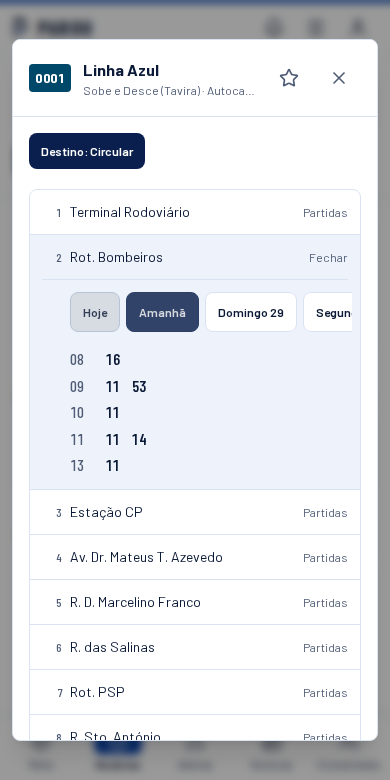 0001
Linha Azul
Sobe e Desce (Tavira) · Autoca...
Destino: Circular
1 Terminal Rodoviário Partidas
2 Rot. Bombeiros Fechar
Hoje Amanhã Domingo 29 Segun
08 16
09 11 53
10 11
11 11 14
13 11
3 Estação CP Partidas
4 Av. Dr. Mateus T. Azevedo Partidas
5 R. D. Marcelino Franco Partidas
6 R. das Salinas Partidas
7 Rot. PSP Partidas
8 R. Sto. António Partidas